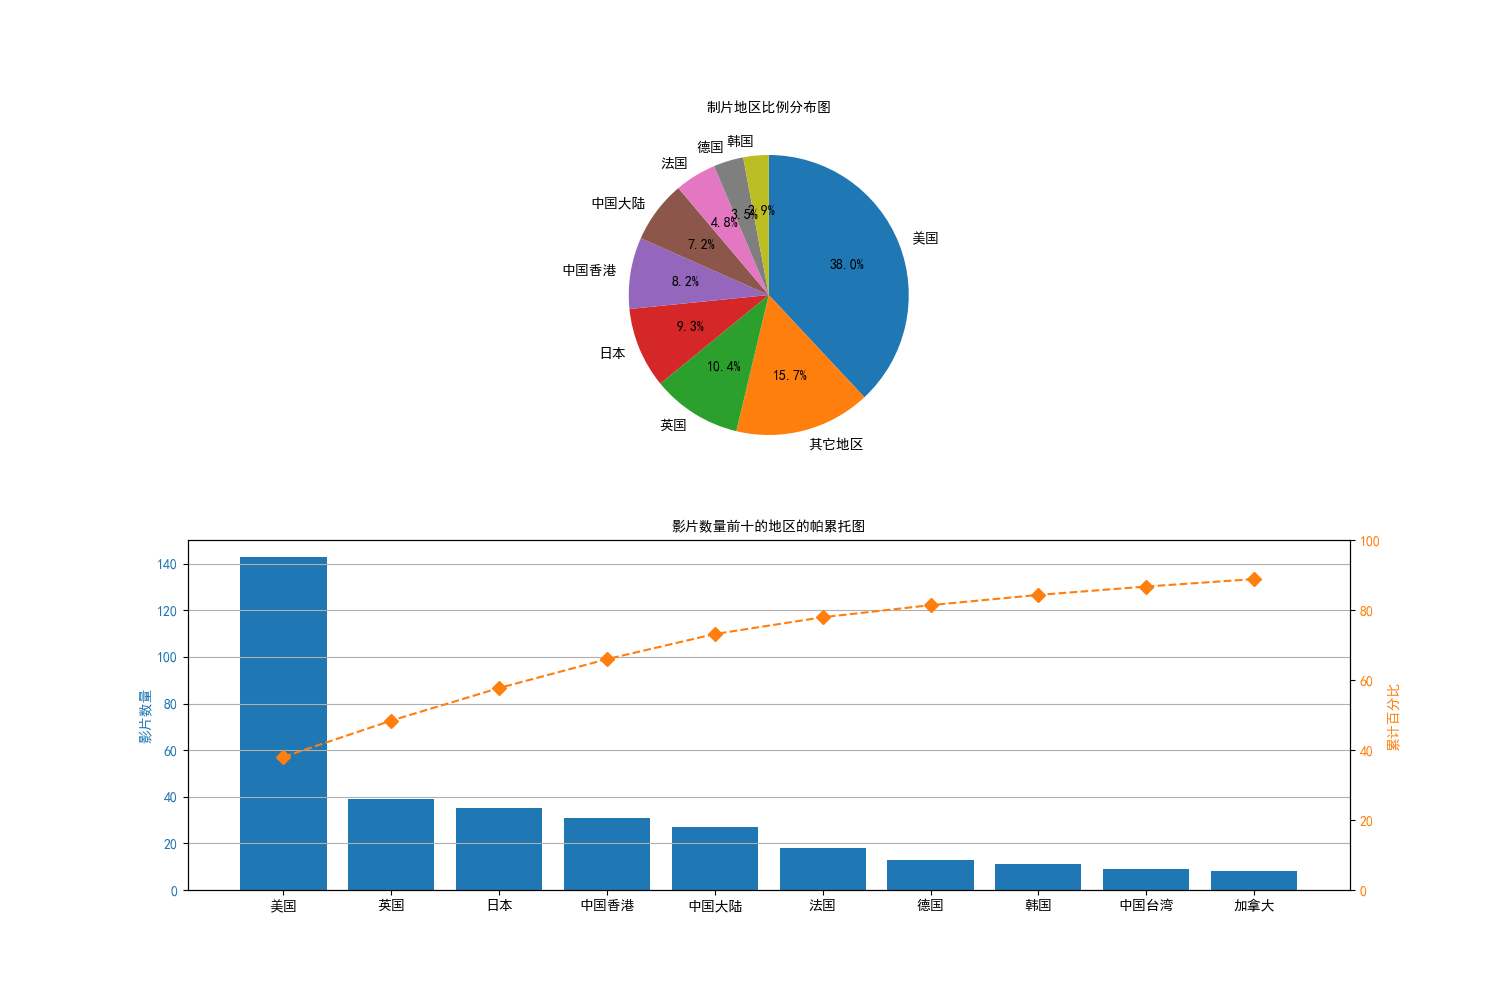 制片地区比例分布图
韩国
德国
法国
中国大陆
中国香港
日本
英国
其它地区
美国
2.9%
3.5%
4.8%
7.2%
8.2%
9.3%
10.4%
15.7%
38.0%
影片数量前十的地区的帕累托图
影片数量
140
120
100
80
60
40
20
0
累计百分比
100
80
60
40
20
0
美国
英国
日本
中国香港
中国大陆
法国
德国
韩国
中国台湾
加拿大